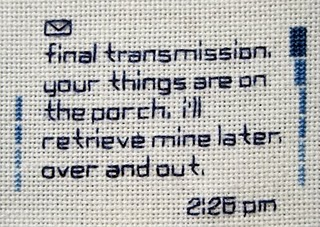 final transmission.
your things are on
the porch. i'll
retrieve mine later.
over and out.
2:26 pm